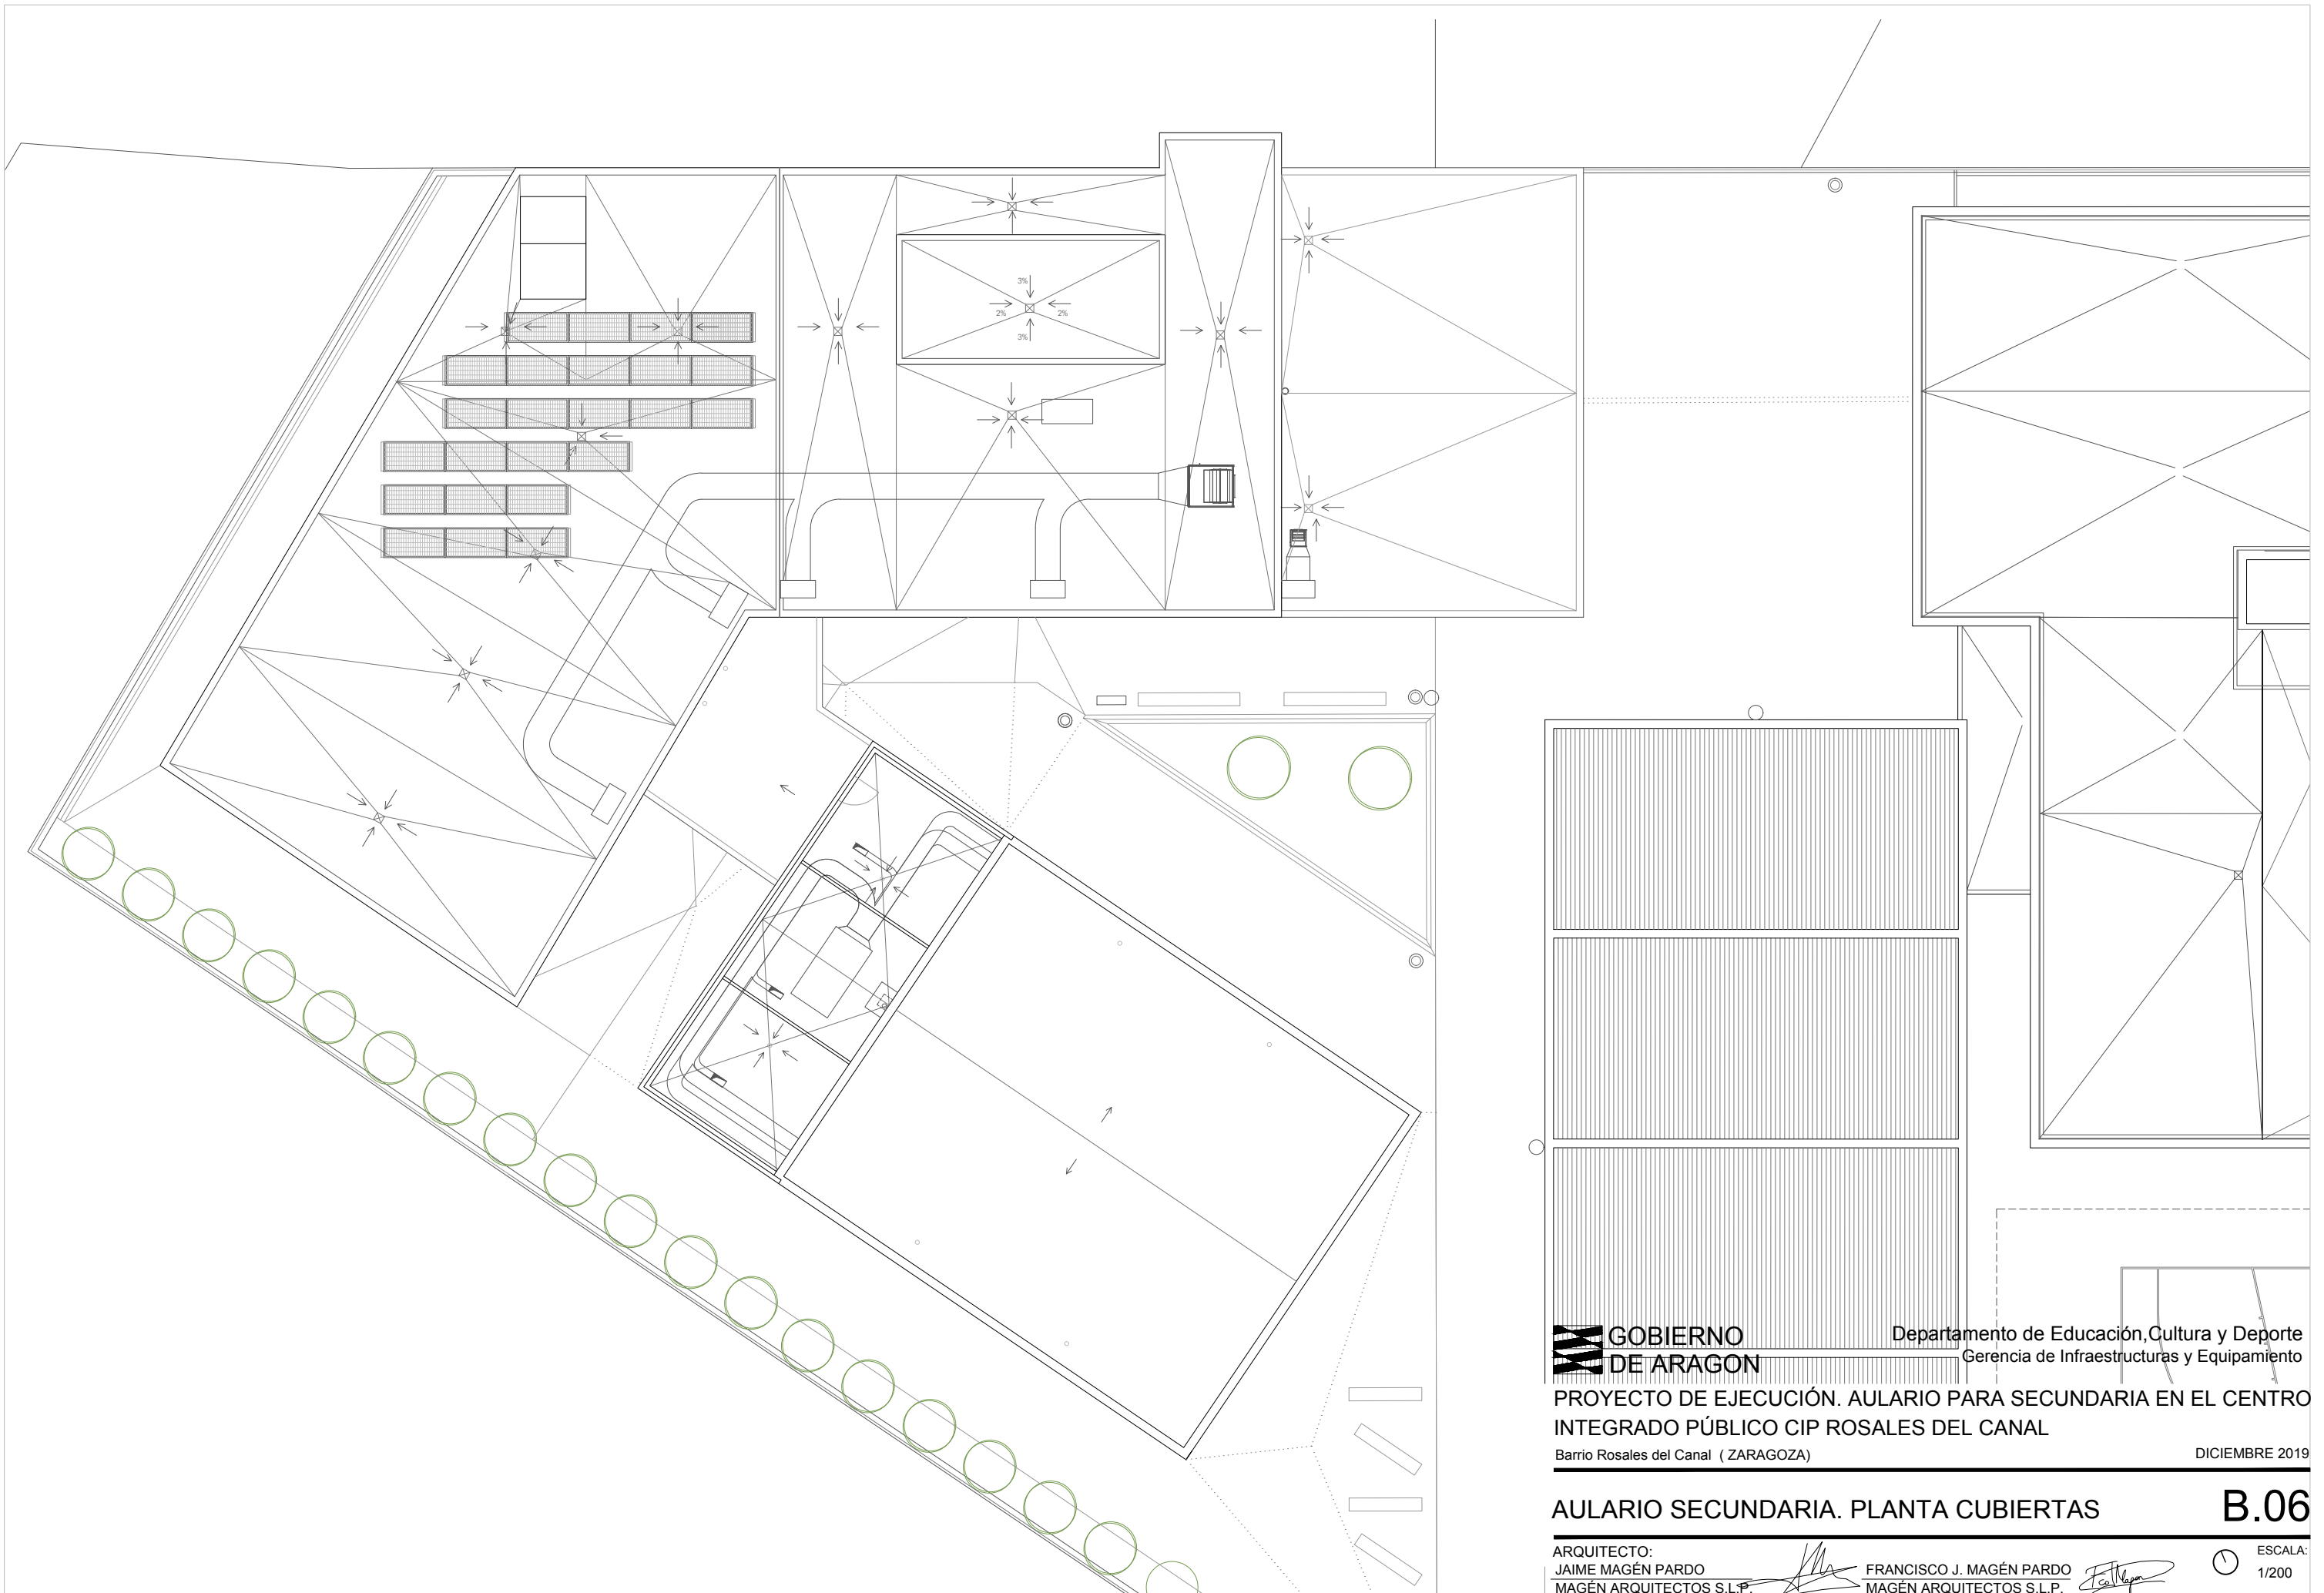 3%
2%
2%
3%
GOBIERNO
DE ARAGON
Departamento de Educación,Cultura y Deporte
Gerencia de Infraestructuras y Equipamiento
PROYECTO DE EJECUCIÓN. AULARIO PARA SECUNDARIA EN EL CENTRO
INTEGRADO PÚBLICO CIP ROSALES DEL CANAL
Barrio Rosales del Canal ( ZARAGOZA)
DICIEMBRE 2019
AULARIO SECUNDARIA. PLANTA CUBIERTAS
B.06
ARQUITECTO:
JAIME MAGÉN PARDO
MAGÉN ARQUITECTOS S.L.P.
FRANCISCO J. MAGÉN PARDO
MAGÉN ARQUITECTOS S.L.P.
ESCALA:
1/200